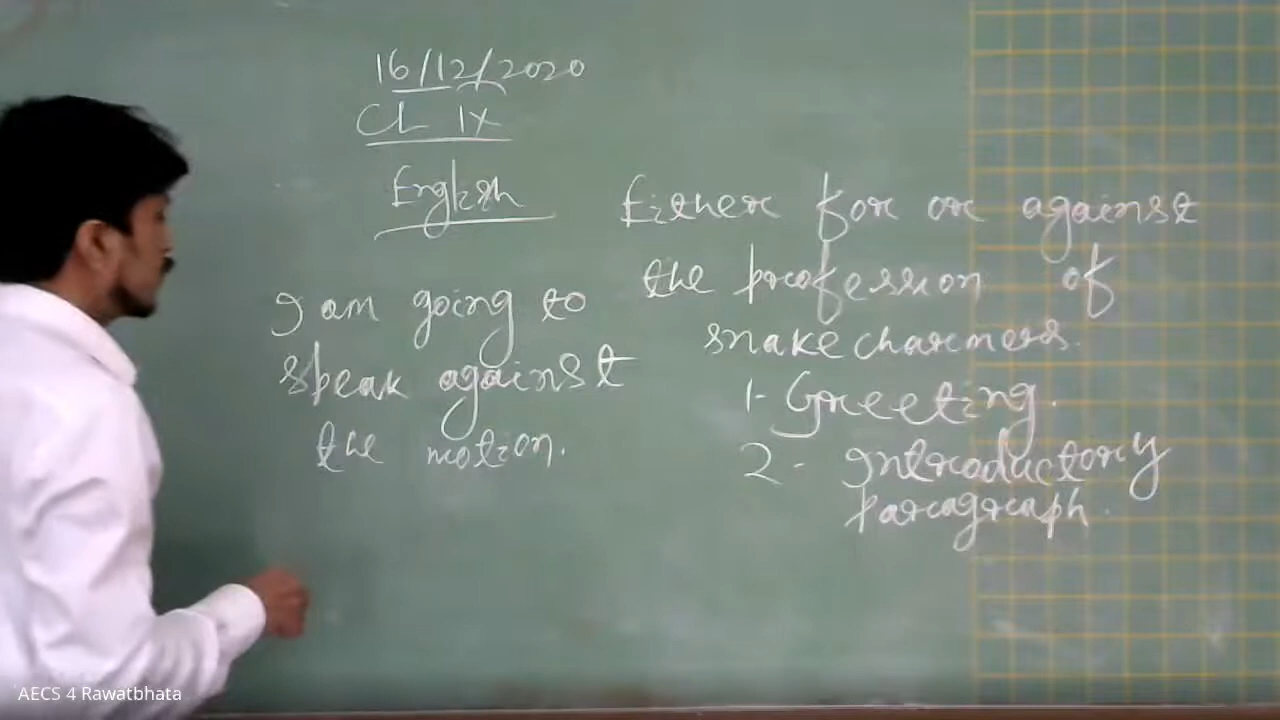 16/12/2020
CL IX
English
Either for or against
the profession of
snake charmers.
1- Greeting.
2- Introductory
paragraph.
I am going to
speak against
the motion.
AECS 4 Rawatbhata